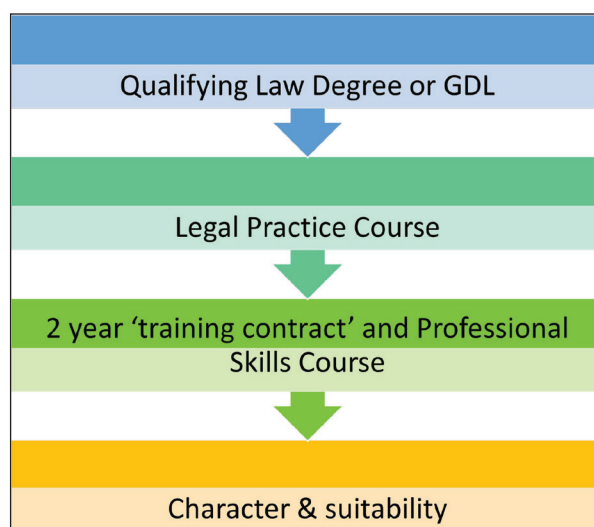 Qualifying Law Degree or GDL
Legal Practice Course
2 year ‘training contract’ and Professional
Skills Course
Character & suitability